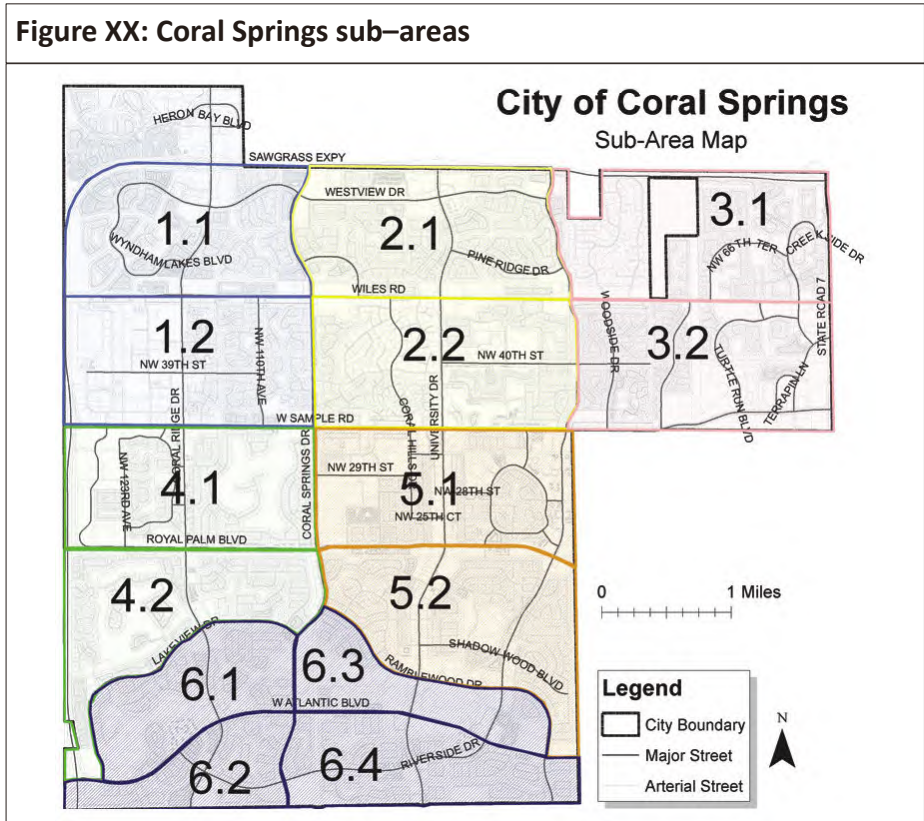 Figure XX: Coral Springs sub–areas
City of Coral Springs
Sub-Area Map
HERON BAY BLVD
SAWGRASS EXPY
WESTVIEW DR
1.1
2.1
3.1
WYNDHAM LAKES BLVD
PINE RIDGE DR
NW 66TH TER
CREEKSIDE DR
WILES RD
STATE ROAD 7
1.2
2.2
3.2
NW 110TH AVE
NW 39TH ST
NW 40TH ST
WOODSIDE DR
TURTLE RUN BLVD
TERRAPIN LN
CORAL RIDGE DR
CORAL HILLS DR
UNIVERSITY DR
W SAMPLE RD
CORAL SPRINGS DR
NW 123RD AVE
4.1
5.1
NW 29TH ST
NW 28TH ST
NW 25TH CT
ROYAL PALM BLVD
4.2
5.2
0 1 Miles
LAKEVIEW DR
SHADOW WOOD BLVD
6.1
6.3
RAMBLEWOOD DR
W ATLANTIC BLVD
RIVERSIDE DR
6.2
6.4
Legend
City Boundary
Major Street
Arterial Street
N